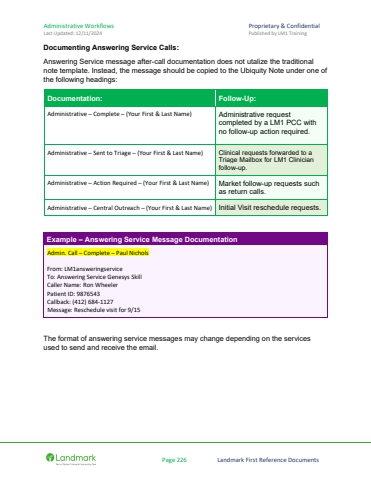 Administrative Workflows
Proprietary & Confidential
Last Updated: 12/11/2024
Published by LM1 Training
Documenting Answering Service Calls:
Answering Service message after-call documentation does not utalize the traditional
note template. Instead, the message should be copied to the Ubiquity Note under one of
the following headings:
Documentation:
Follow-Up:
Administrative – Complete – (Your First & Last Name)
Administrative request
completed by a LM1 PCC with
no follow-up action required.
Administrative – Sent to Triage – (Your First & Last Name)
Clinical requests forwarded to a
Triage Mailbox for LM1 Clinician
follow-up.
Administrative – Action Required – (Your First & Last Name)
Market follow-up requests such
as return calls.
Administrative – Central Outreach – (Your First & Last Name)
Initial Visit reschedule requests.
Example – Answering Service Message Documentation
Admin. Call – Complete – Paul Nichols
From: LM1answeringservice
To: Answering Service Genesys Skill
Caller Name: Ron Wheeler
Patient ID: 9876543
Callback: (412) 684-1127
Message: Reschedule visit for 9/15
The format of answering service messages may change depending on the services
used to send and receive the email.
Landmark
Page 226
Landmark First Reference Documents